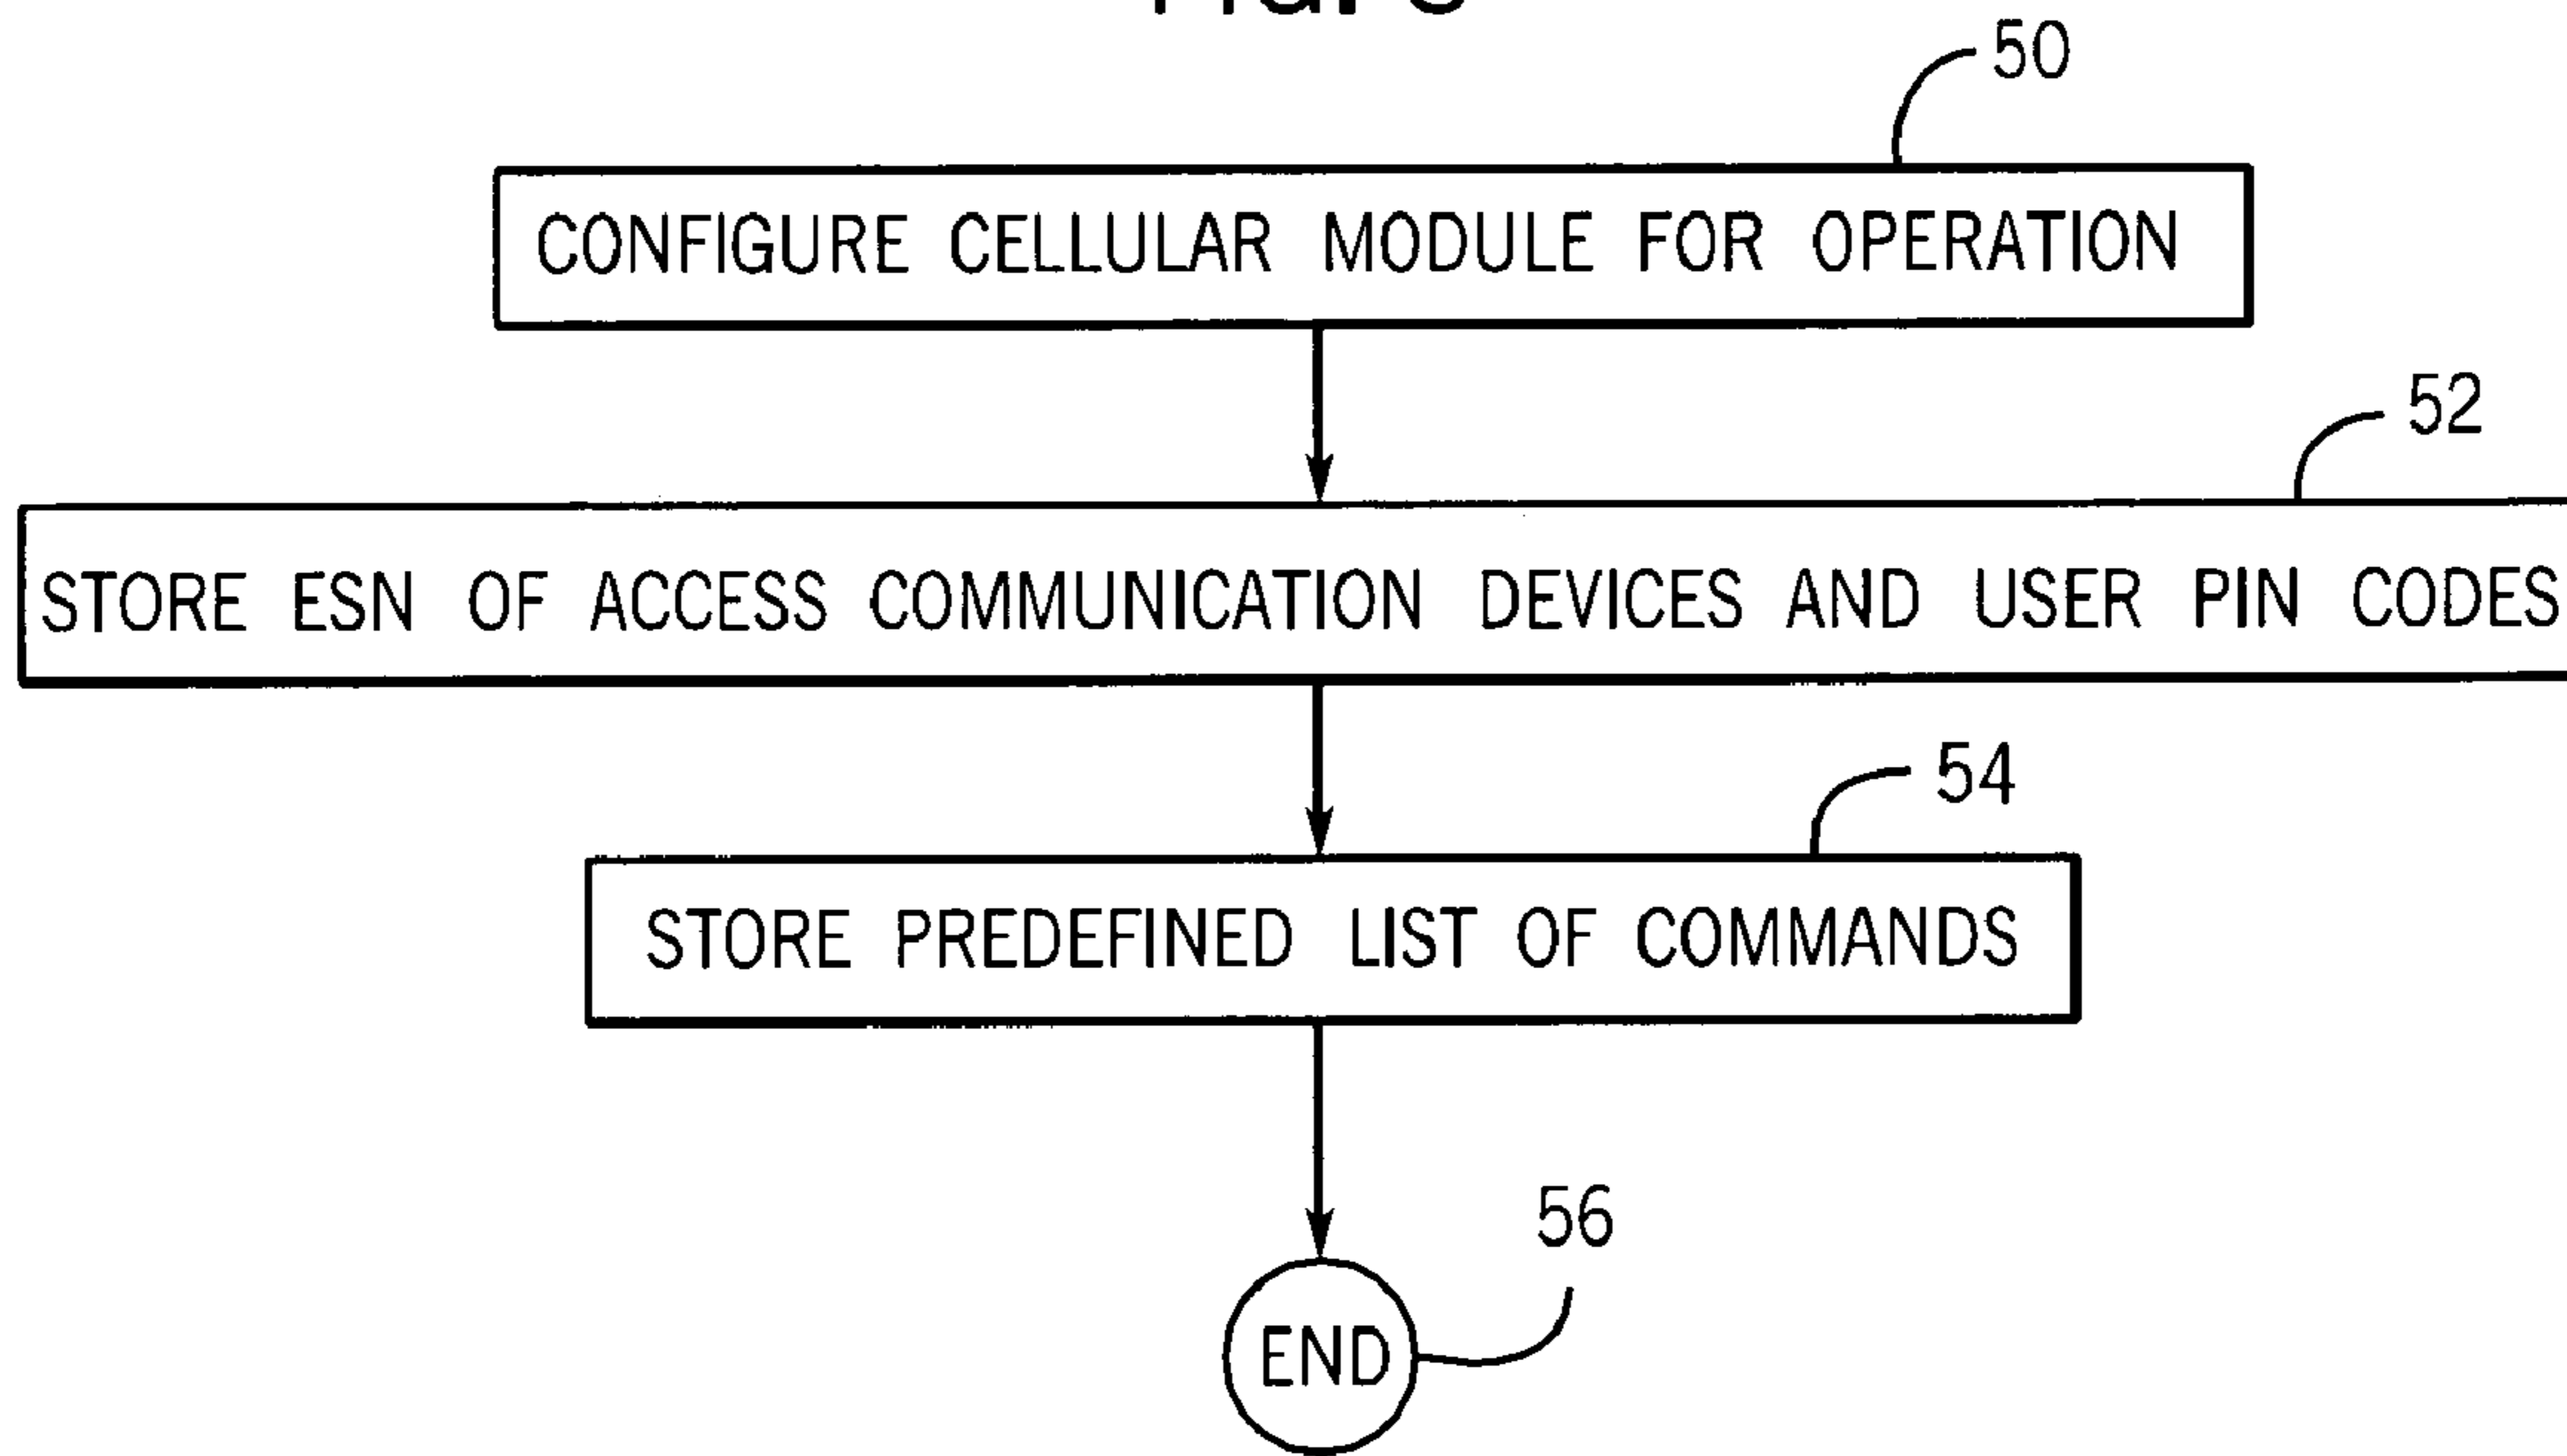 50
CONFIGURE CELLULAR MODULE FOR OPERATION
52
STORE ESN OF ACCESS COMMUNICATION DEVICES AND USER PIN CODES
54
STORE PREDEFINED LIST OF COMMANDS
56
END